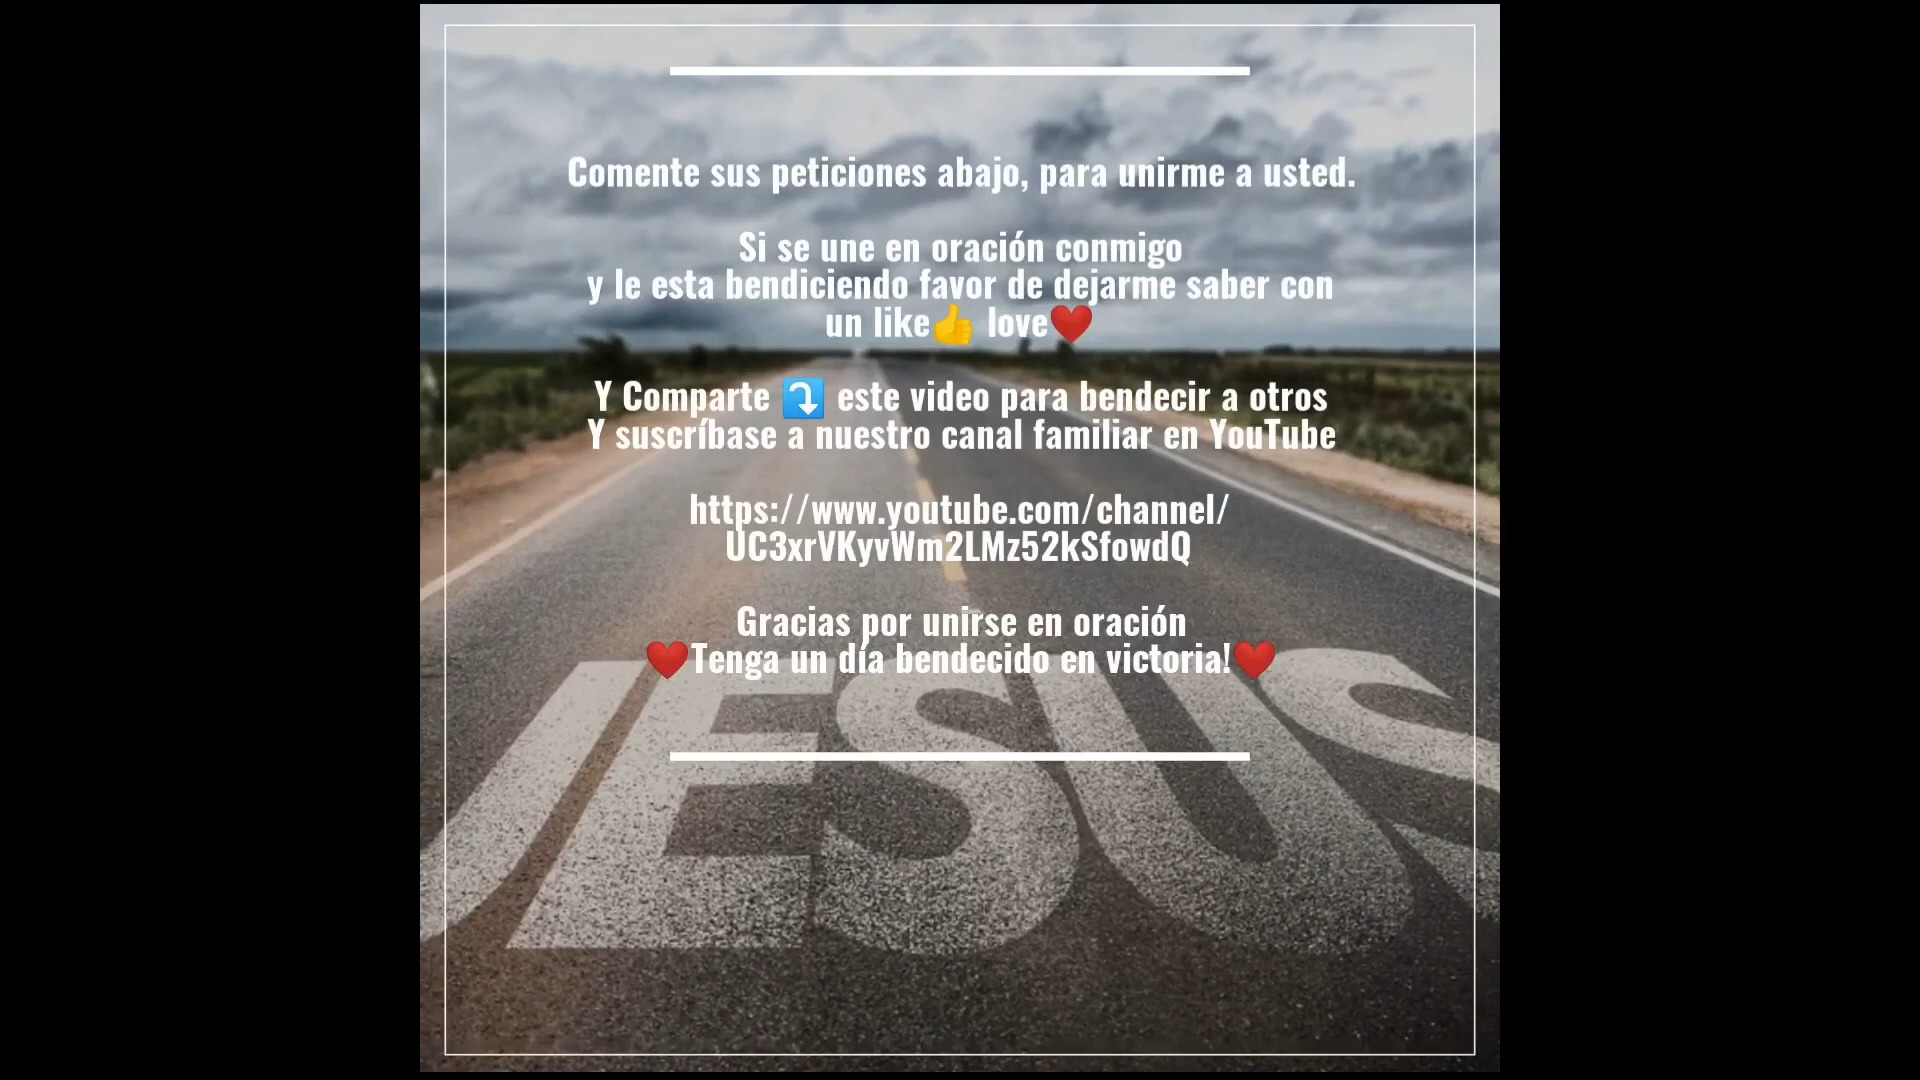 Comente sus peticiones abajo, para unirme a usted.
Si se une en oración conmigo
y le esta bendiciendo favor de dejarme saber con
un like👍 love❤️
Y Comparte ⤵️ este video para bendecir a otros
Y suscríbase a nuestro canal familiar en YouTube
https://www.youtube.com/channel/
UC3xrVKyvWm2LMz52kSfowdQ
Gracias por unirse en oración
❤️Tenga un día bendecido en victoria!❤️
JESUS